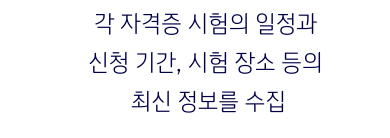 각 자격증 시험의 일정과
신청 기간, 시험 장소 등의
최신 정보를 수집